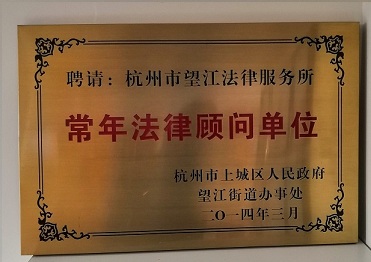 聘请：杭州市望江法律服务所
常年法律顾问单位
杭州市上城区人民政府
望江街道办事处
二〇一四年三月